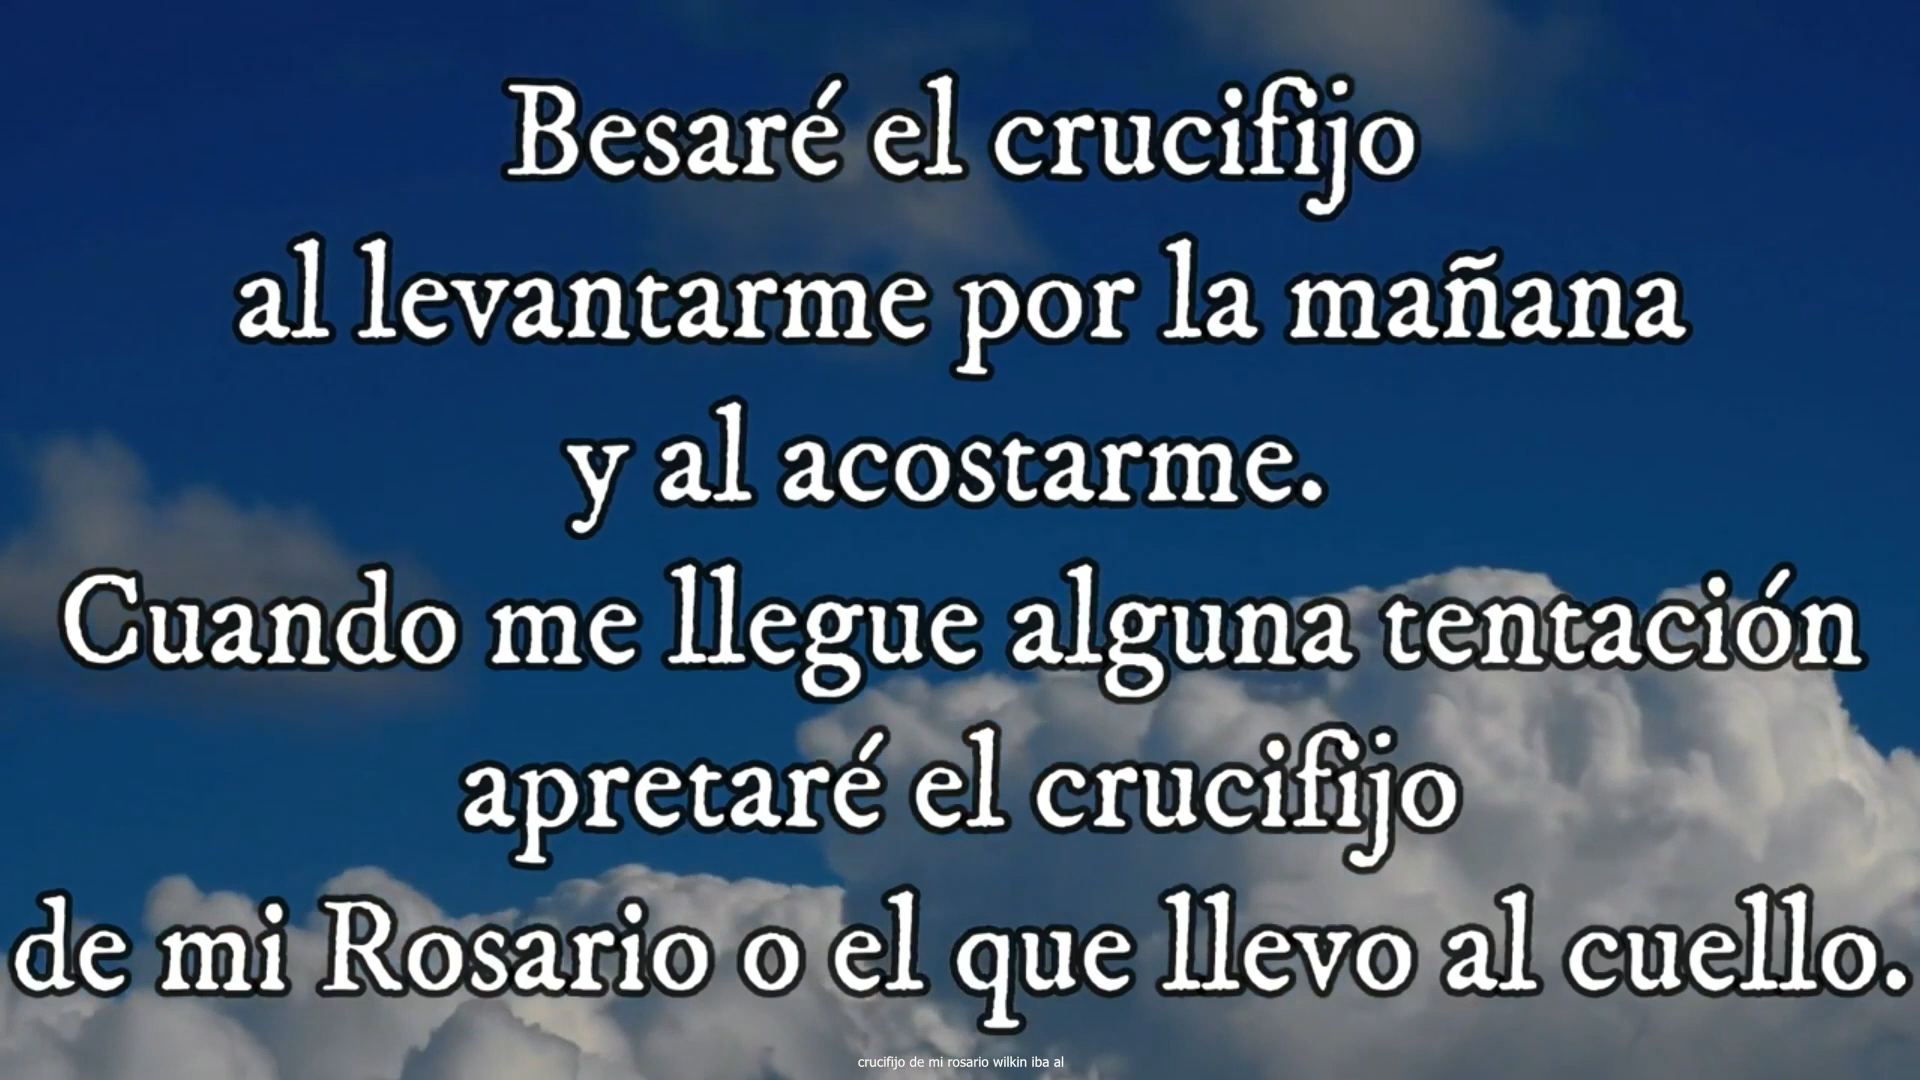 Besaré el crucifijo
al levantarme por la mañana
y al acostarme.
Cuando me llegue alguna tentación
apretaré el crucifijo
de mi Rosario o el que llevo al cuello.
crucifijo de mi rosario wilkin iba al